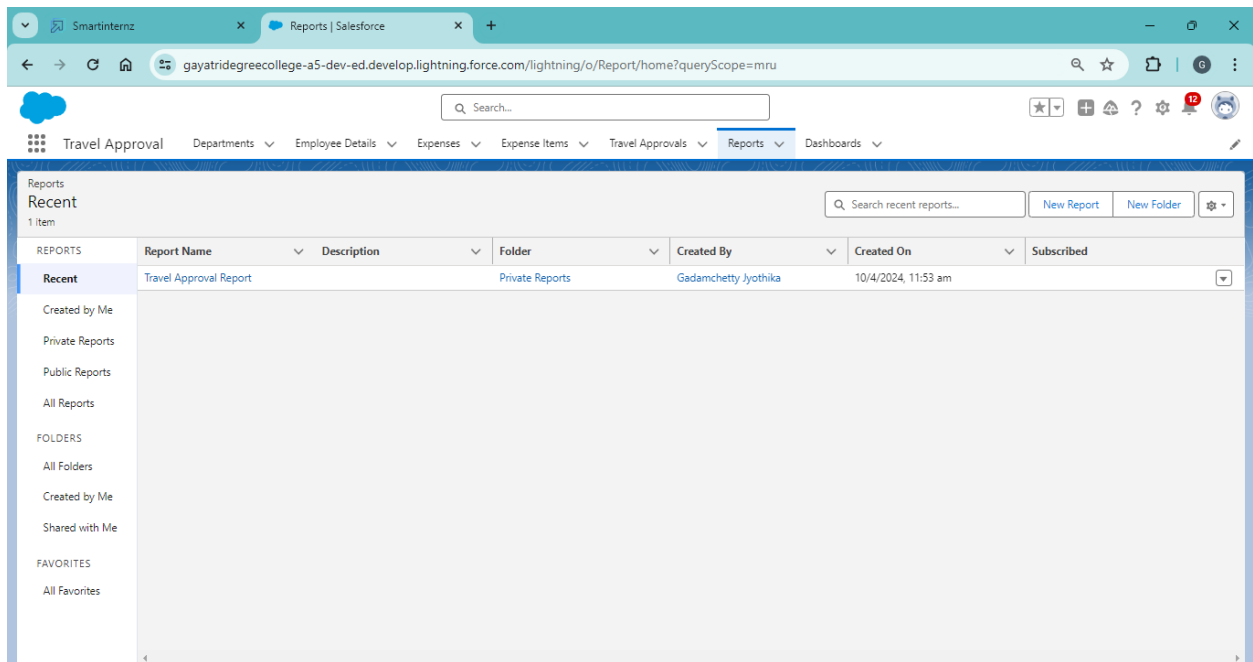 Smartinternz
Reports | Salesforce
gayatridegreecollege-a5-dev-ed.develop.lightning.force.com/lightning/o/Report/home?queryScope=mru
G
Search...
12
Travel Approval Departments Employee Details Expenses Expense Items Travel Approvals Reports Dashboards
Reports
Recent
1 item
Search recent reports...
New Report New Folder
REPORTS Report Name Description Folder Created By Created On Subscribed
Recent Travel Approval Report Private Reports Gadamchetty Jyothika 10/4/2024, 11:53 am
Created by Me
Private Reports
Public Reports
All Reports
FOLDERS
All Folders
Created by Me
Shared with Me
FAVORITES
All Favorites